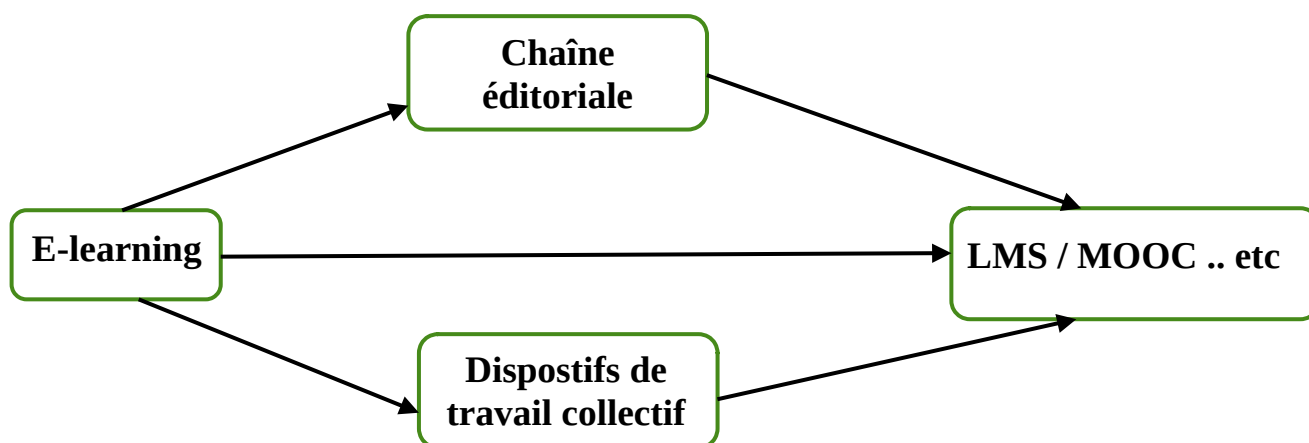 Chaîne
éditoriale
E-learning
LMS / MOOC .. etc
Dispostifs de
travail collectif